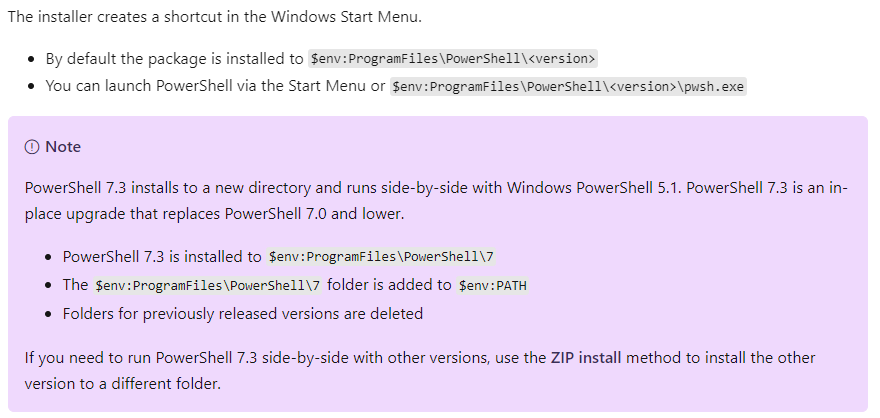 The installer creates a shortcut in the Windows Start Menu.
• By default the package is installed to $env:ProgramFiles\PowerShell\<version>
• You can launch PowerShell via the Start Menu or $env:ProgramFiles\PowerShell\<version>\pwsh.exe
Note
PowerShell 7.3 installs to a new directory and runs side-by-side with Windows PowerShell 5.1. PowerShell 7.3 is an in-
place upgrade that replaces PowerShell 7.0 and lower.
• PowerShell 7.3 is installed to $env:ProgramFiles\PowerShell\7
• The $env:ProgramFiles\PowerShell\7 folder is added to $env:PATH
• Folders for previously released versions are deleted
If you need to run PowerShell 7.3 side-by-side with other versions, use the ZIP install method to install the other
version to a different folder.